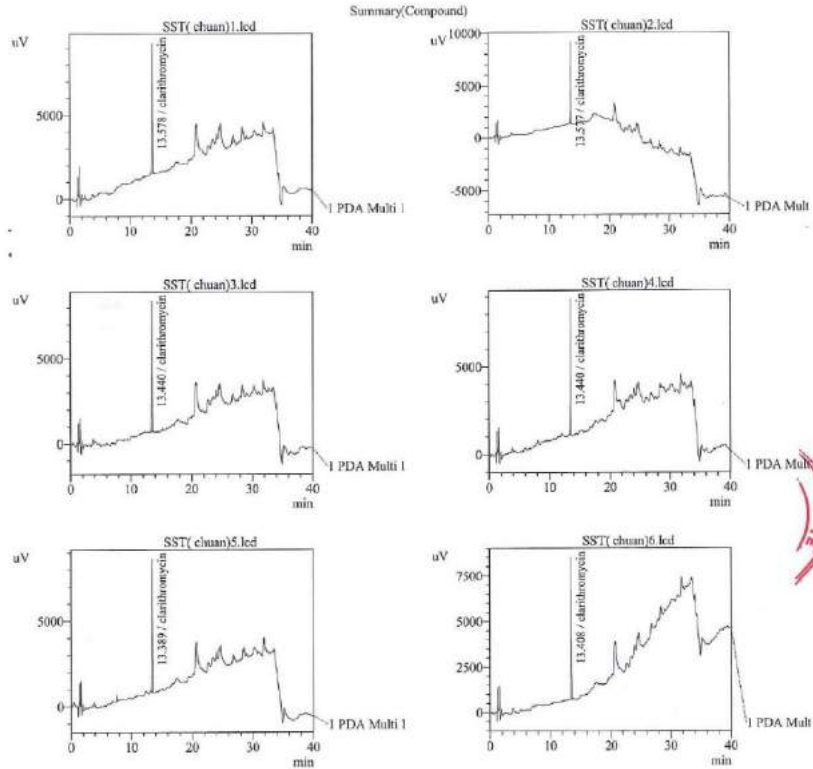 Summary(Compound)
SST( chuan)1.lcd
uV
5000
0
13.578 / clarithromycin
1 PDA Multi 1
0 10 20 30 40
min
SST( chuan)2.lcd
uV
10000
5000
0
-5000
/ clarithromycin
1 PDA Mult
0 10 20 30 40
min
SST( chuan)3.lcd
uV
5000
0
13.440 / clarithromycin
1 PDA Multi 1
0 10 20 30 40
min
SST( chuan)4.lcd
uV
5000
0
13.440 / clarithromycin
1 PDA Mult
0 10 20 30 40
min
SST( chuan)5.lcd
uV
5000
0
13.389 / clarithromycin
1 PDA Multi 1
0 10 20 30 40
min
SST( chuan)6.lcd
uV
7500
5000
2500
0
13.408 / clarithromycin
1 PDA Mult
0 10 20 30 40
min